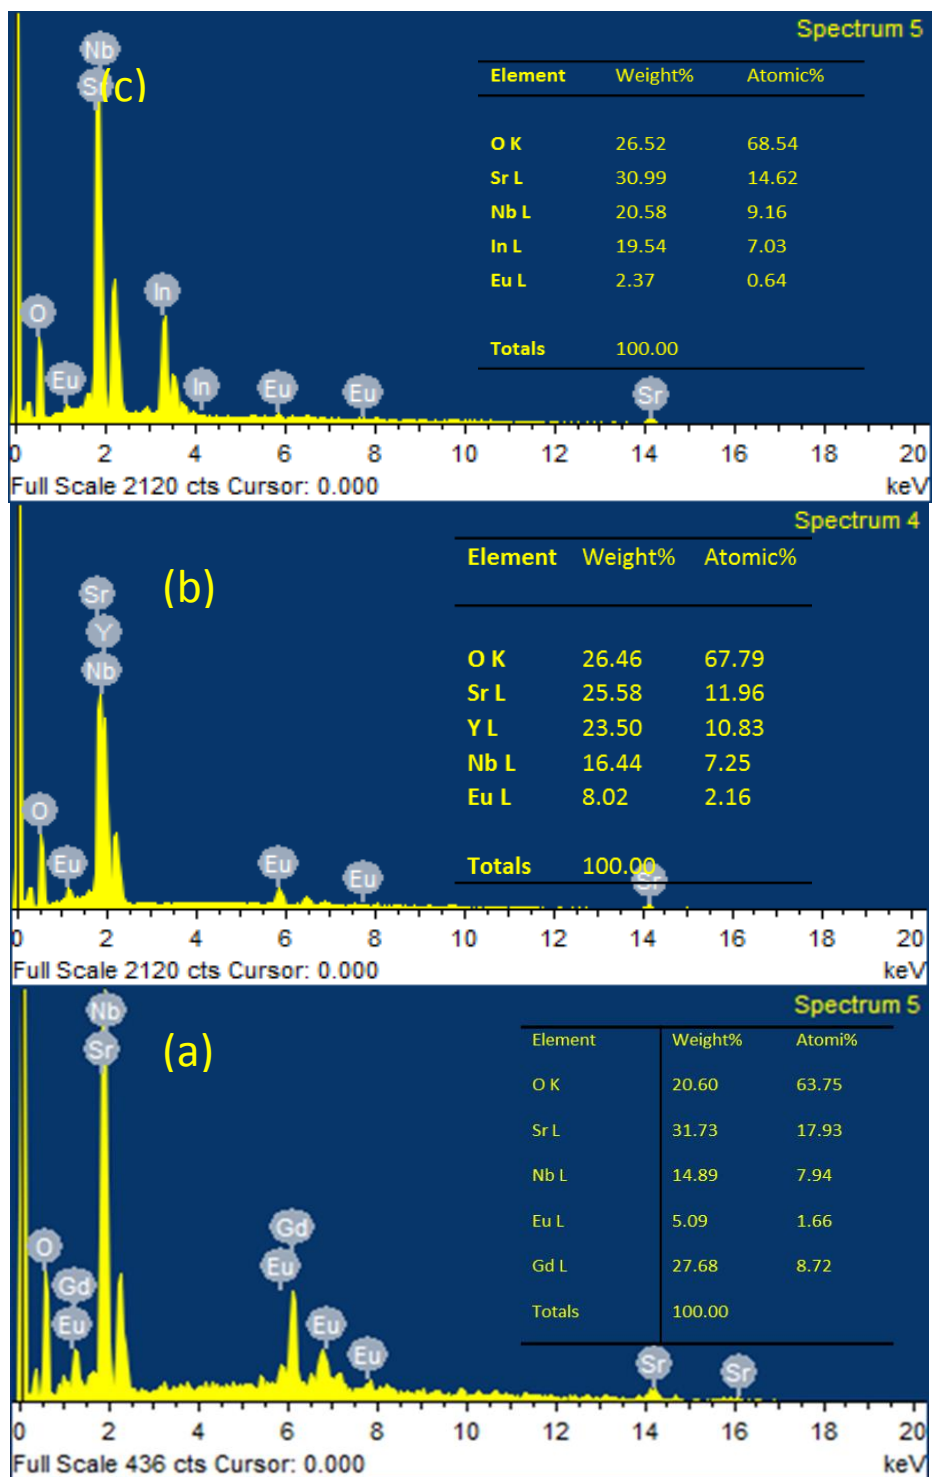 Spectrum 5
Nb
Sr
(c)
Element Weight% Atomic%
O K 26.52 68.54
Sr L 30.99 14.62
Nb L 20.58 9.16
In L 19.54 7.03
Eu L 2.37 0.64
Totals 100.00
In
O
Eu In Eu Eu Sr
0 2 4 6 8 10 12 14 16 18 20
Full Scale 2120 cts Cursor: 0.000 keV
Spectrum 4
(b)
Element Weight% Atomic%
Sr
Y
Nb
O K 26.46 67.79
Sr L 25.58 11.96
Y L 23.50 10.83
Nb L 16.44 7.25
Eu L 8.02 2.16
Totals 100.00
O
Eu Eu Eu Sr
0 2 4 6 8 10 12 14 16 18 20
Full Scale 2120 cts Cursor: 0.000 keV
Spectrum 5
Nb
Sr
(a)
Element Weight% Atomi%
O K 20.60 63.75
Sr L 31.73 17.93
Nb L 14.89 7.94
Eu L 5.09 1.66
Gd L 27.68 8.72
Totals 100.00
O
Gd
Eu
Gd
Eu
Eu
Eu
Sr Sr
0 2 4 6 8 10 12 14 16 18 20
Full Scale 436 cts Cursor: 0.000 keV